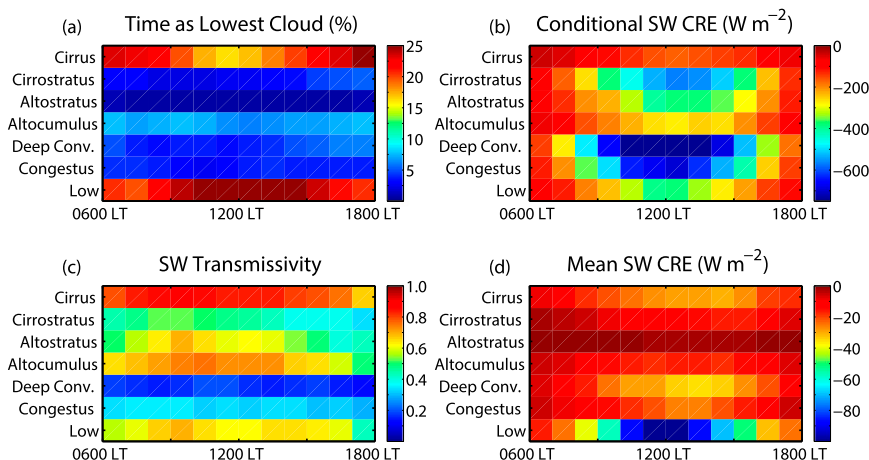 (a) Time as Lowest Cloud (%)
Cirrus
Cirrostratus
Altostratus
Altocumulus
Deep Conv.
Congestus
Low
0600 LT 1200 LT 1800 LT
25
20
15
10
5
(b) Conditional SW CRE (W m−2)
Cirrus
Cirrostratus
Altostratus
Altocumulus
Deep Conv.
Congestus
Low
0600 LT 1200 LT 1800 LT
0
−200
−400
−600
(c) SW Transmissivity
Cirrus
Cirrostratus
Altostratus
Altocumulus
Deep Conv.
Congestus
Low
0600 LT 1200 LT 1800 LT
1.0
0.8
0.6
0.4
0.2
(d) Mean SW CRE (W m−2)
Cirrus
Cirrostratus
Altostratus
Altocumulus
Deep Conv.
Congestus
Low
0600 LT 1200 LT 1800 LT
0
−20
−40
−60
−80